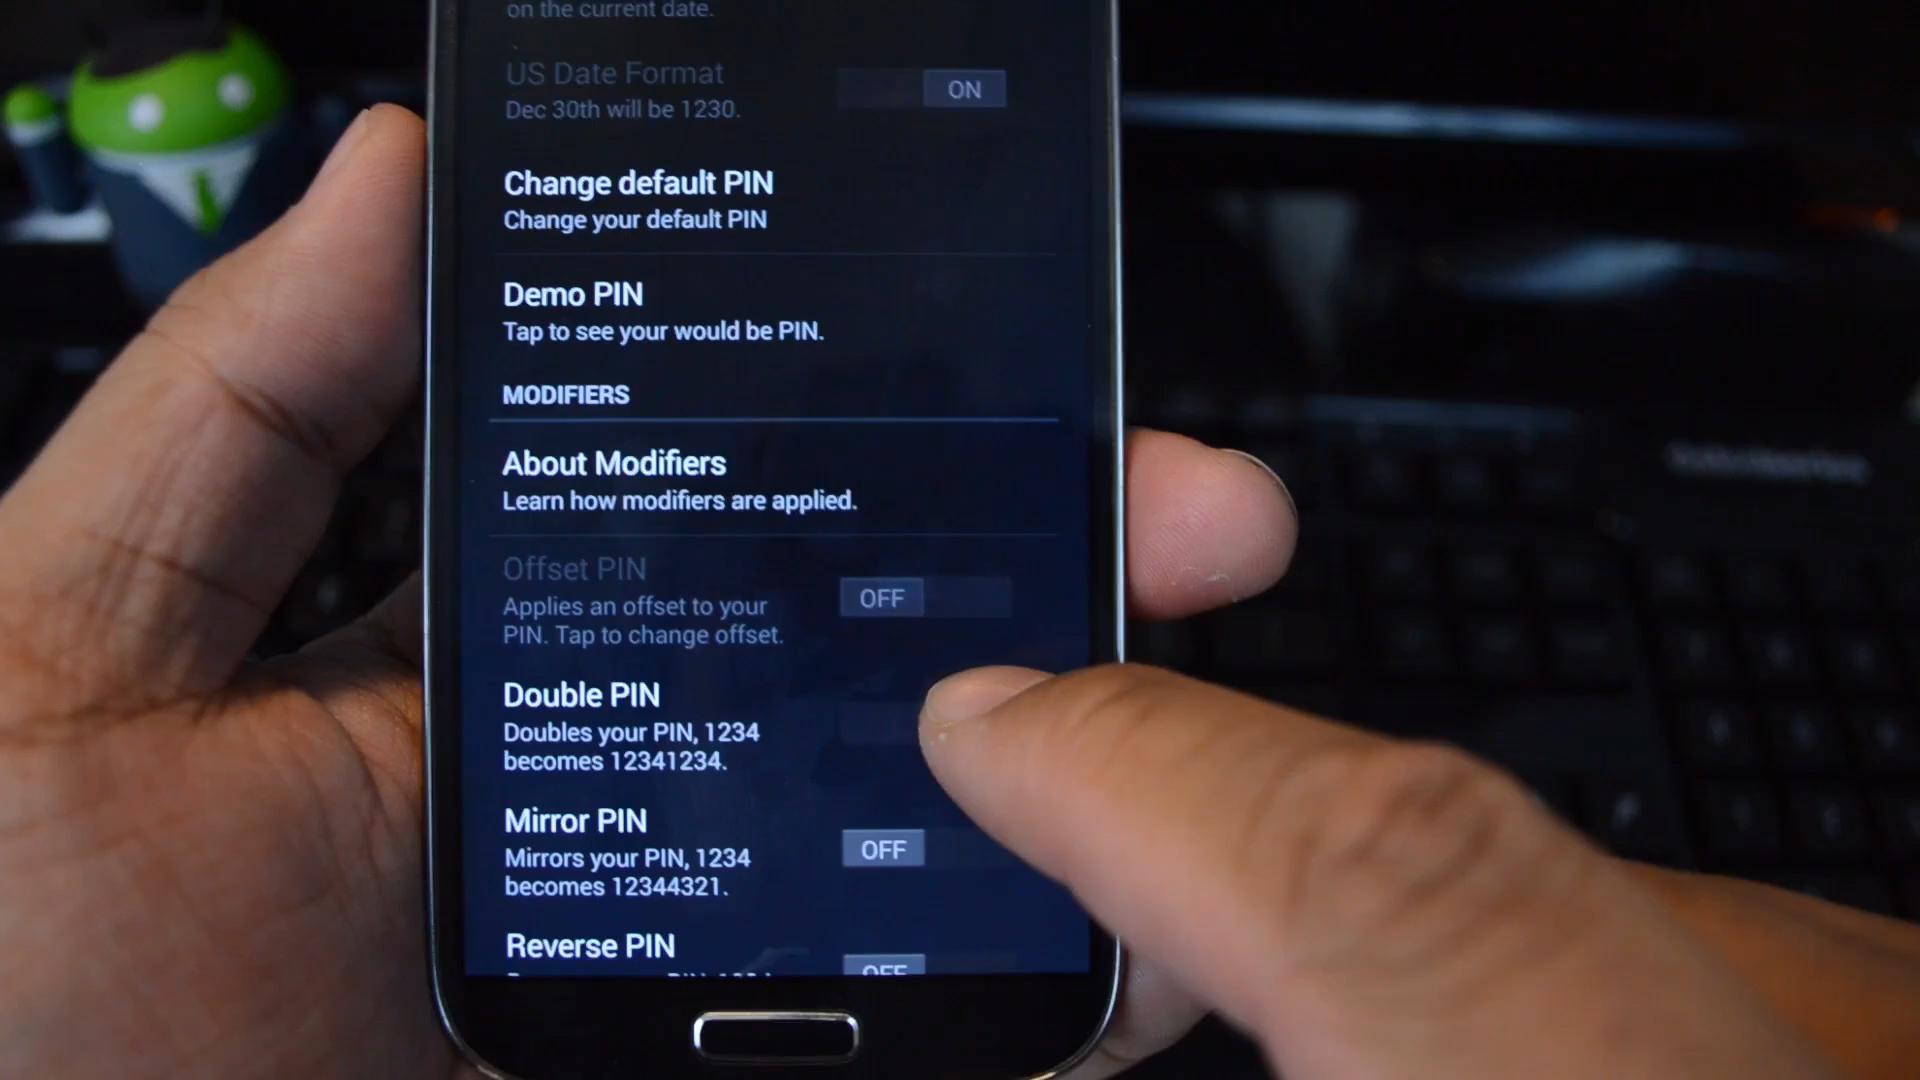 on the current date.
US Date Format
ON
Dec 30th will be 1230.
Change default PIN
Change your default PIN
Demo PIN
Tap to see your would be PIN.
MODIFIERS
About Modifiers
Learn how modifiers are applied.
Offset PIN
OFF
Applies an offset to your
PIN. Tap to change offset.
Double PIN
Doubles your PIN, 1234
becomes 12341234.
Mirror PIN
OFF
Mirrors your PIN, 1234
becomes 12344321.
Reverse PIN
OFF